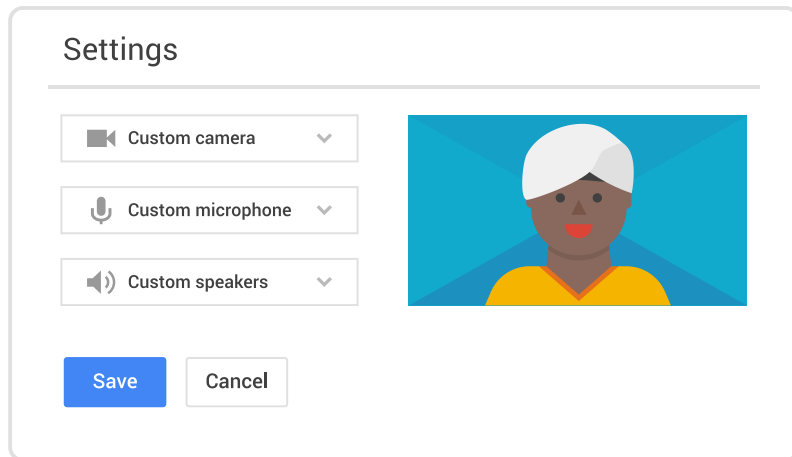 Settings
Custom camera
Custom microphone
Custom speakers
Save
Cancel